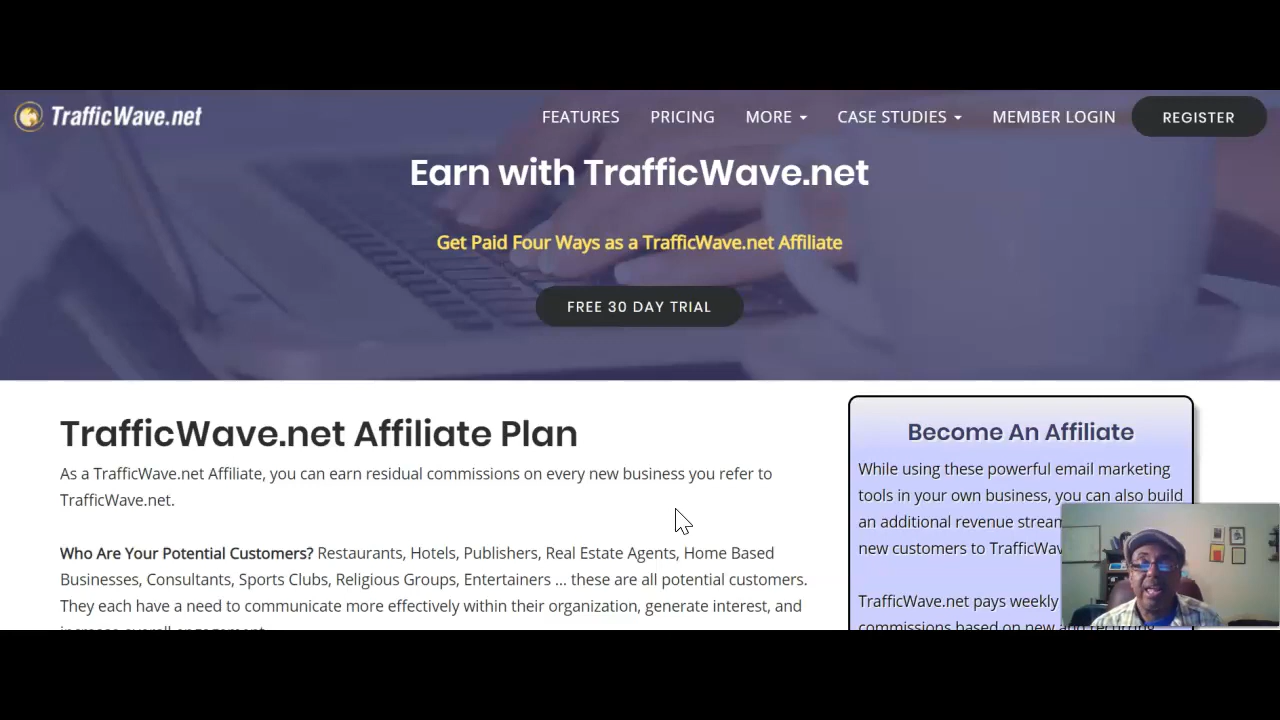 TrafficWave.net
FEATURES PRICING MORE CASE STUDIES MEMBER LOGIN REGISTER
Earn with TrafficWave.net
Get Paid Four Ways as a TrafficWave.net Affiliate
FREE 30 DAY TRIAL
TrafficWave.net Affiliate Plan
As a TrafficWave.net Affiliate, you can earn residual commissions on every new business you refer to
TrafficWave.net.
Who Are Your Potential Customers? Restaurants, Hotels, Publishers, Real Estate Agents, Home Based
Businesses, Consultants, Sports Clubs, Religious Groups, Entertainers ... these are all potential customers.
They each have a need to communicate more effectively within their organization, generate interest, and
Become An Affiliate
While using these powerful email marketing
tools in your own business, you can also build
an additional revenue stream
new customers to TrafficWav
TrafficWave.net pays weekly
commissions based on new and recurring